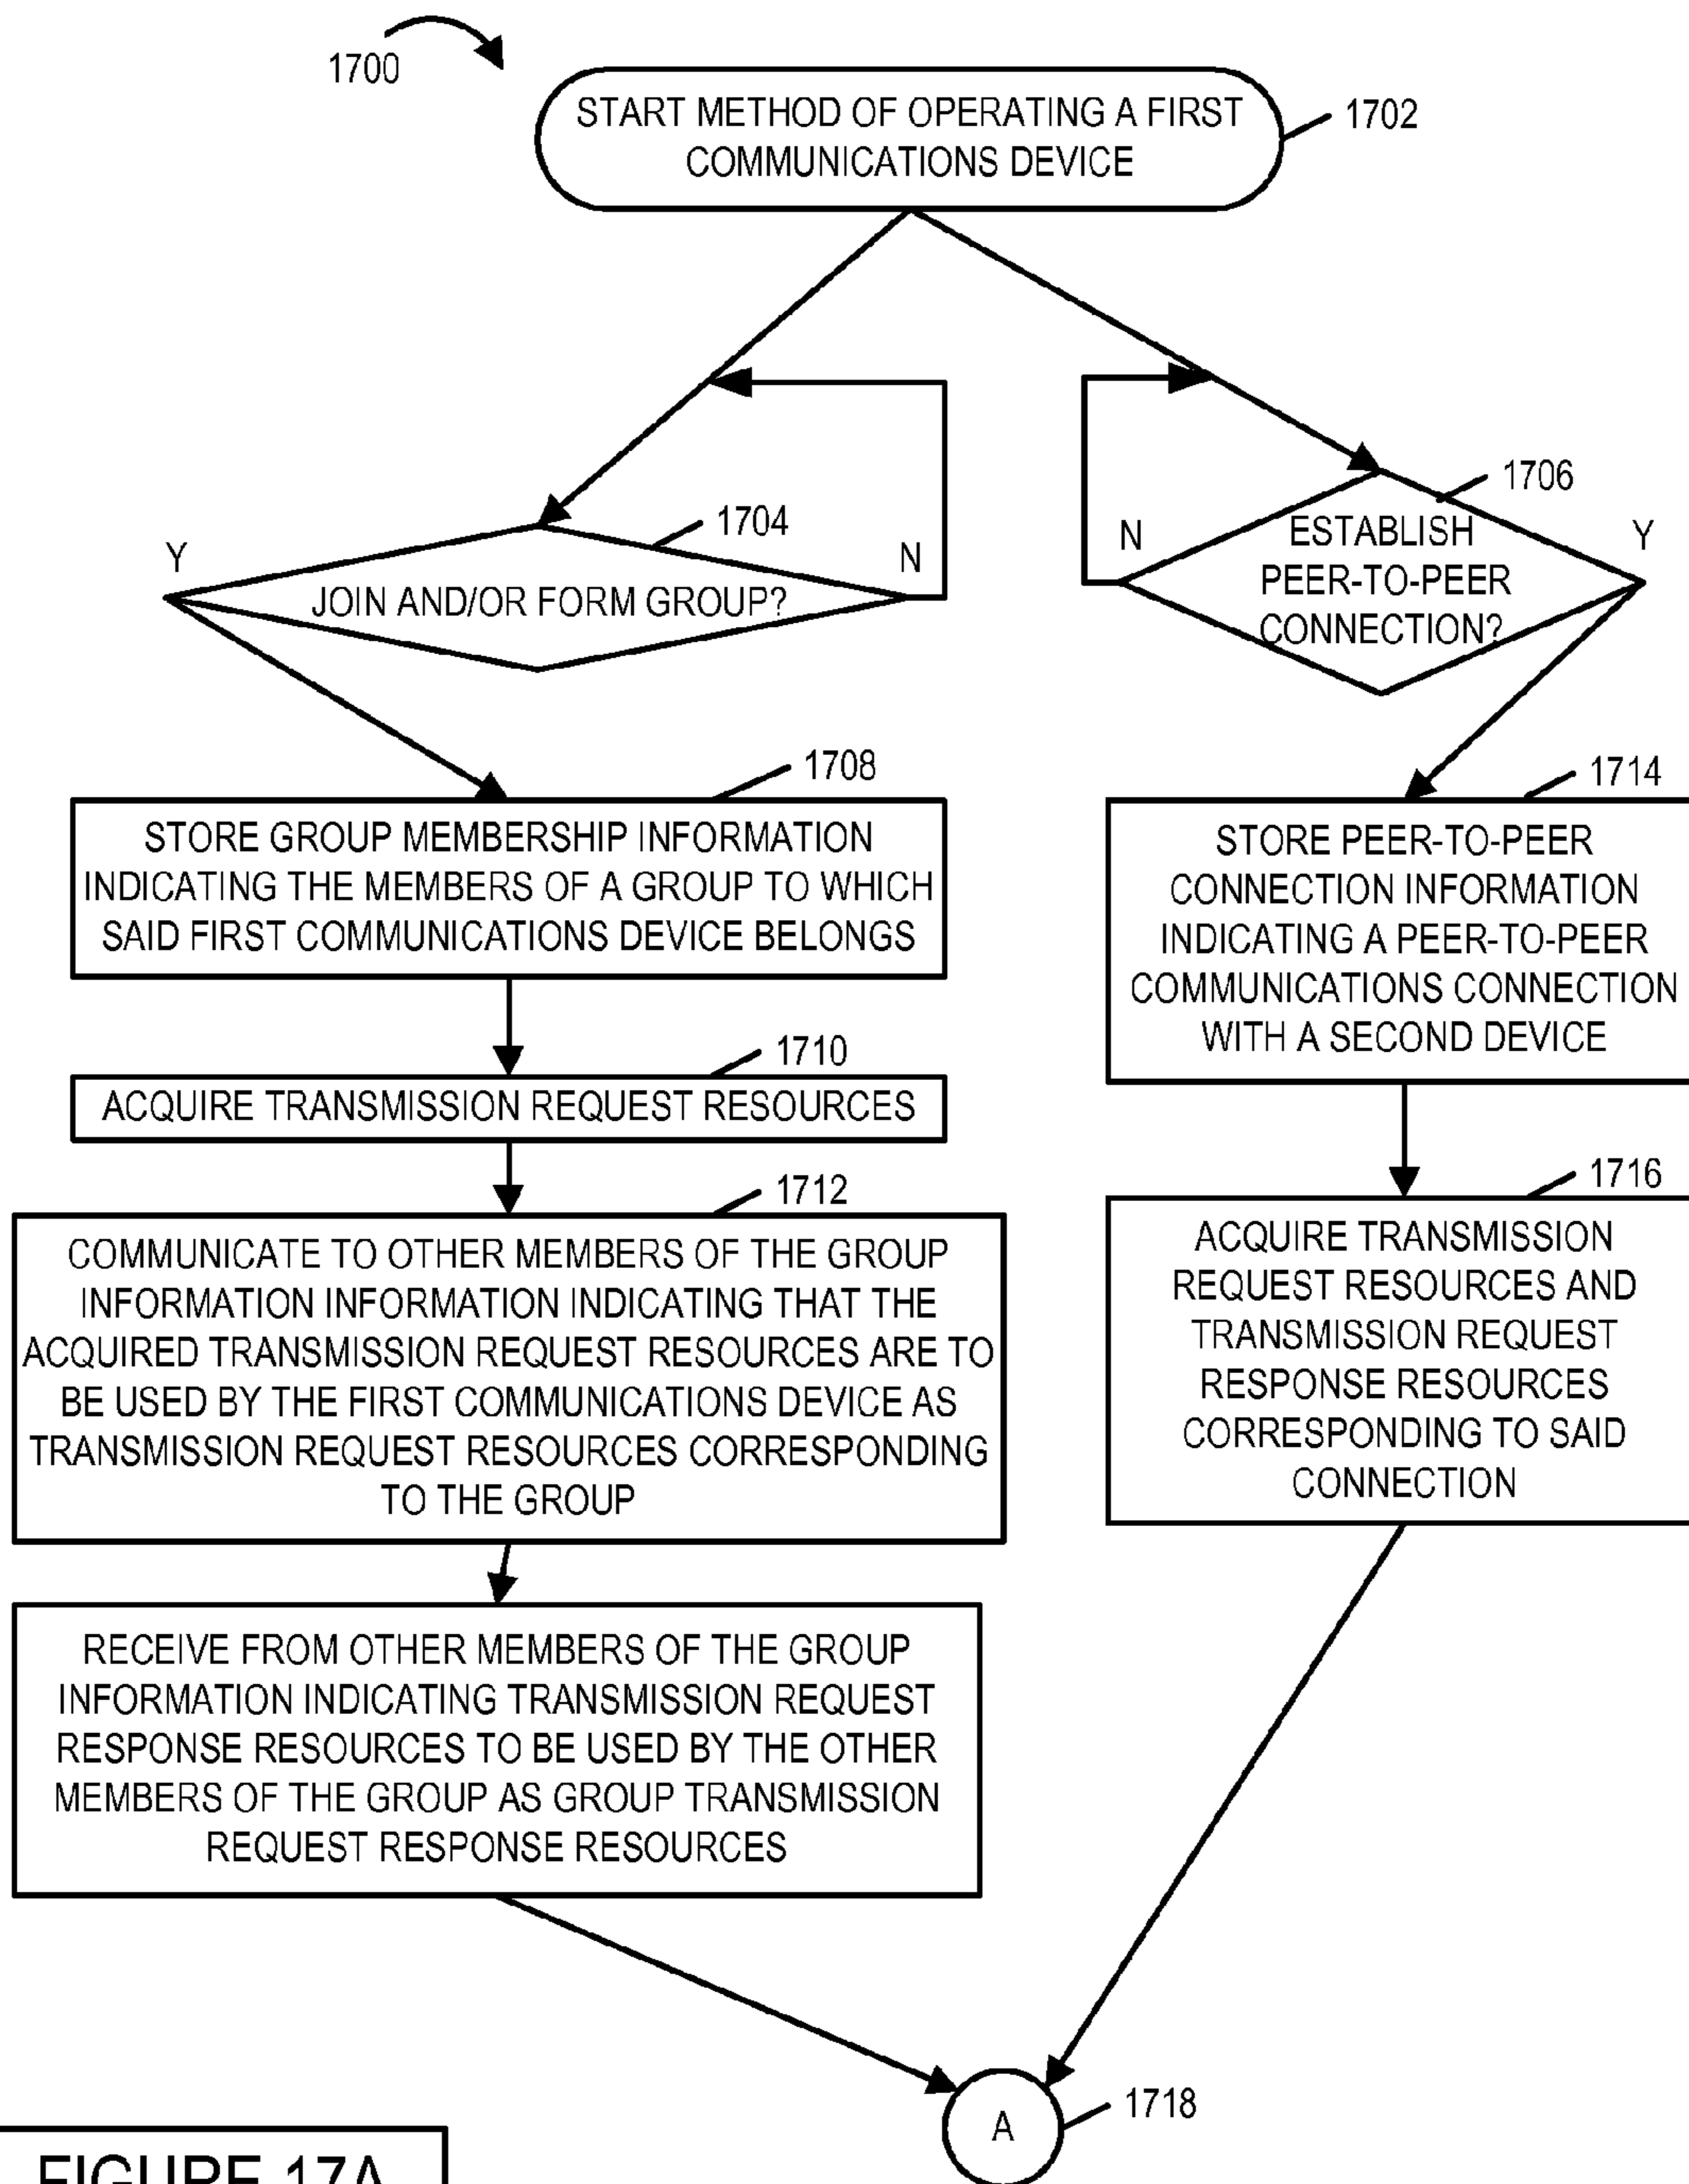 1700
START METHOD OF OPERATING A FIRST
COMMUNICATIONS DEVICE
1702
1704
Y
N
JOIN AND/OR FORM GROUP?
1706
N
Y
ESTABLISH
PEER-TO-PEER
CONNECTION?
1708
STORE GROUP MEMBERSHIP INFORMATION
INDICATING THE MEMBERS OF A GROUP TO WHICH
SAID FIRST COMMUNICATIONS DEVICE BELONGS
1710
ACQUIRE TRANSMISSION REQUEST RESOURCES
1712
COMMUNICATE TO OTHER MEMBERS OF THE GROUP
INFORMATION INFORMATION INDICATING THAT THE
ACQUIRED TRANSMISSION REQUEST RESOURCES ARE TO
BE USED BY THE FIRST COMMUNICATIONS DEVICE AS
TRANSMISSION REQUEST RESOURCES CORRESPONDING
TO THE GROUP
RECEIVE FROM OTHER MEMBERS OF THE GROUP
INFORMATION INDICATING TRANSMISSION REQUEST
RESPONSE RESOURCES TO BE USED BY THE OTHER
MEMBERS OF THE GROUP AS GROUP TRANSMISSION
REQUEST RESPONSE RESOURCES
1714
STORE PEER-TO-PEER
CONNECTION INFORMATION
INDICATING A PEER-TO-PEER
COMMUNICATIONS CONNECTION
WITH A SECOND DEVICE
1716
ACQUIRE TRANSMISSION
REQUEST RESOURCES AND
TRANSMISSION REQUEST
RESPONSE RESOURCES
CORRESPONDING TO SAID
CONNECTION
A
1718
FIGURE 17A